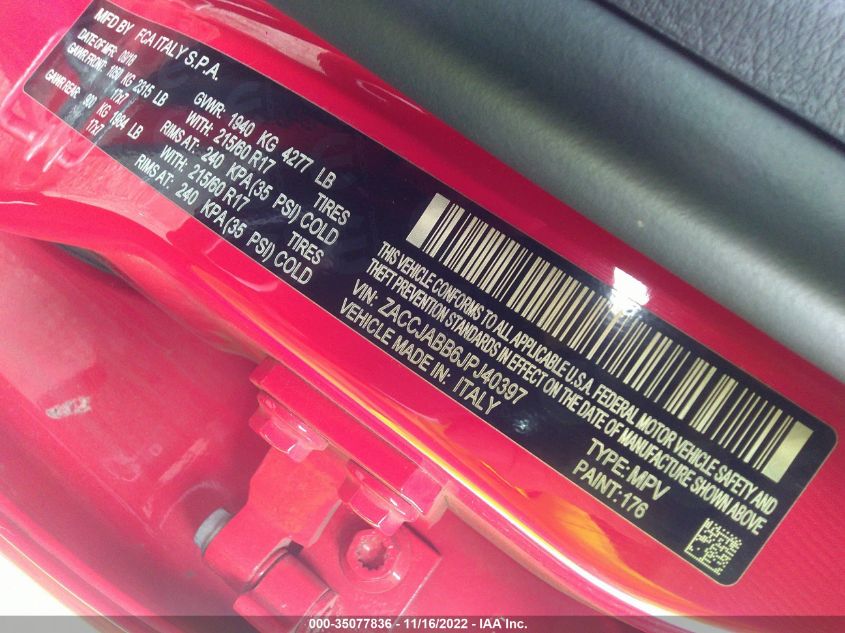 MFD BY FCA ITALY S.P.A.
DATE OF MFR: 09/18 GVWR: 1940 KG 4277 LB
GAWR FRONT: 1050 KG 2315 LB WITH: 215/60 R17 TIRES
17x7 RIMS AT: 240 KPA(35 PSI) COLD
GAWR REAR: 900 KG 1984 LB WITH: 215/60 R17 TIRES
17x7 RIMS AT: 240 KPA(35 PSI) COLD
THIS VEHICLE CONFORMS TO ALL APPLICABLE U.S.A. FEDERAL MOTOR VEHICLE SAFETY AND
THEFT PREVENTION STANDARDS IN EFFECT ON THE DATE OF MANUFACTURE SHOWN ABOVE
VIN: ZACCJABB6JPJ40397 TYPE: MPV
VEHICLE MADE IN: ITALY PAINT: 176
000-35077836 - 11/16/2022 - IAA Inc.